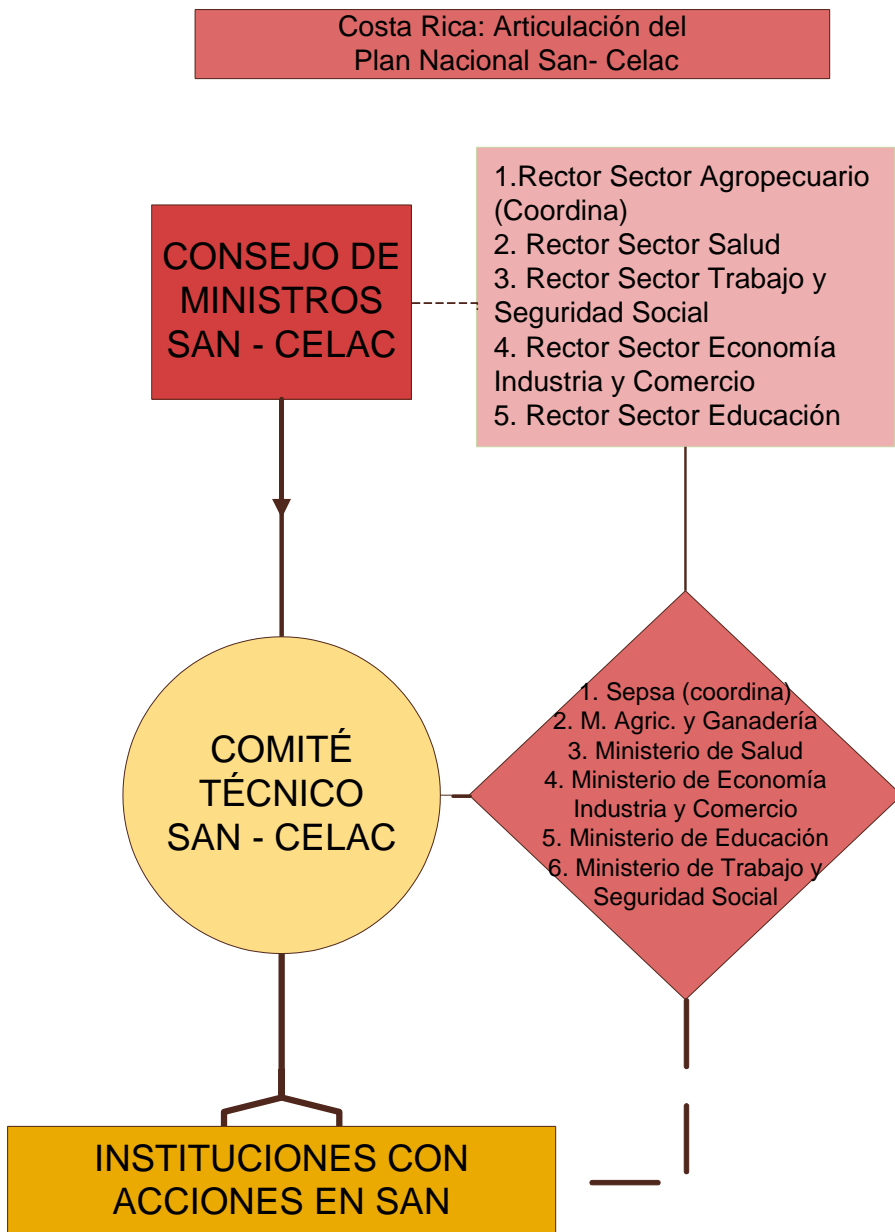 Costa Rica: Articulación del
Plan Nacional San- Celac
CONSEJO DE
MINISTROS
SAN - CELAC
1.Rector Sector Agropecuario
(Coordina)
2. Rector Sector Salud
3. Rector Sector Trabajo y
Seguridad Social
4. Rector Sector Economía
Industria y Comercio
5. Rector Sector Educación
COMITÉ
TÉCNICO
SAN - CELAC
1. Sepsa (coordina)
2. M. Agric. y Ganadería
3. Ministerio de Salud
4. Ministerio de Economía
Industria y Comercio
5. Ministerio de Educación
6. Ministerio de Trabajo y
Seguridad Social
INSTITUCIONES CON
ACCIONES EN SAN